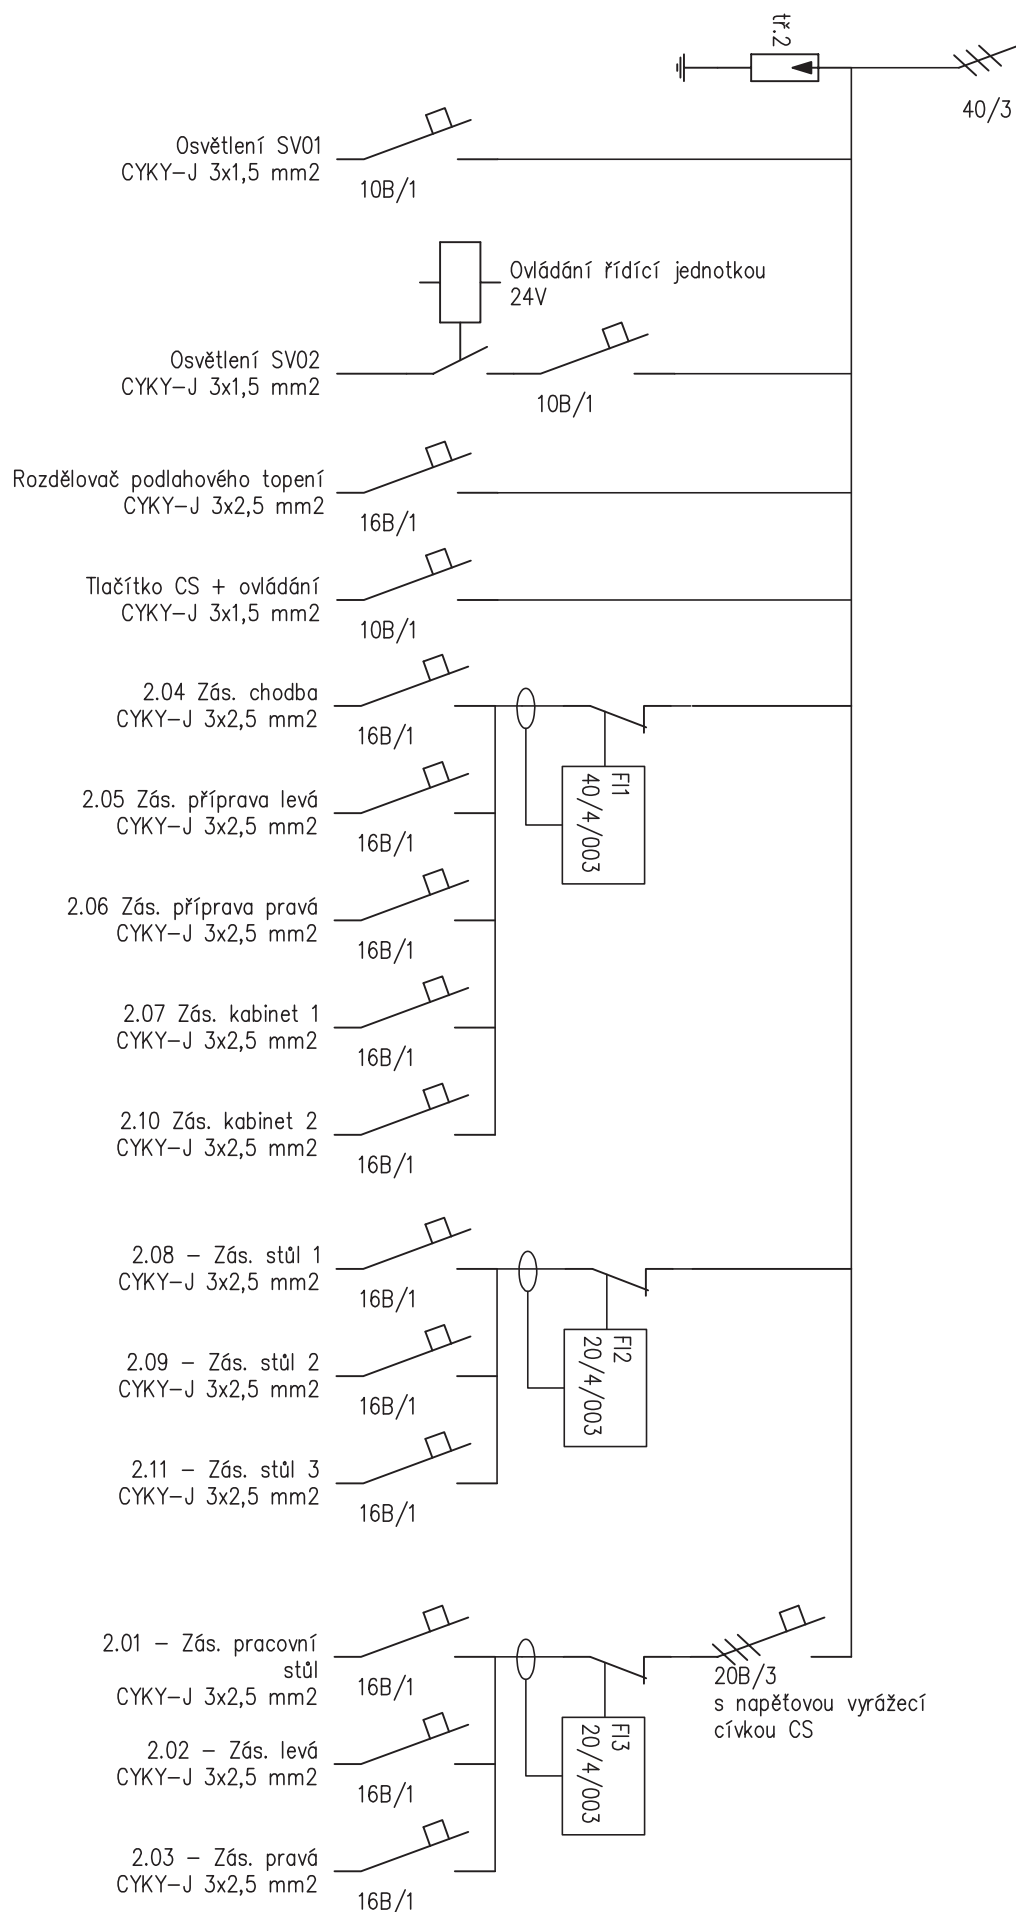 tř.2
40/3
Osvětlení SV01
CYKY-J 3x1,5 mm2
10B/1
Ovládání řídící jednotkou
24V
Osvětlení SV02
CYKY-J 3x1,5 mm2
10B/1
Rozdělovač podlahového topení
CYKY-J 3x2,5 mm2
16B/1
Tlačítko CS + ovládání
CYKY-J 3x1,5 mm2
10B/1
2.04 Zás. chodba
CYKY-J 3x2,5 mm2
16B/1
FI1
40/4/003
2.05 Zás. příprava levá
CYKY-J 3x2,5 mm2
16B/1
2.06 Zás. příprava pravá
CYKY-J 3x2,5 mm2
16B/1
2.07 Zás. kabinet 1
CYKY-J 3x2,5 mm2
16B/1
2.10 Zás. kabinet 2
CYKY-J 3x2,5 mm2
16B/1
2.08 - Zás. stůl 1
CYKY-J 3x2,5 mm2
16B/1
FI2
20/4/003
2.09 - Zás. stůl 2
CYKY-J 3x2,5 mm2
16B/1
2.11 - Zás. stůl 3
CYKY-J 3x2,5 mm2
16B/1
2.01 - Zás. pracovní
stůl
CYKY-J 3x2,5 mm2
16B/1
20B/3
s napěťovou vyrážecí
cívkou CS
FI3
20/4/003
2.02 - Zás. levá
CYKY-J 3x2,5 mm2
16B/1
2.03 - Zás. pravá
CYKY-J 3x2,5 mm2
16B/1